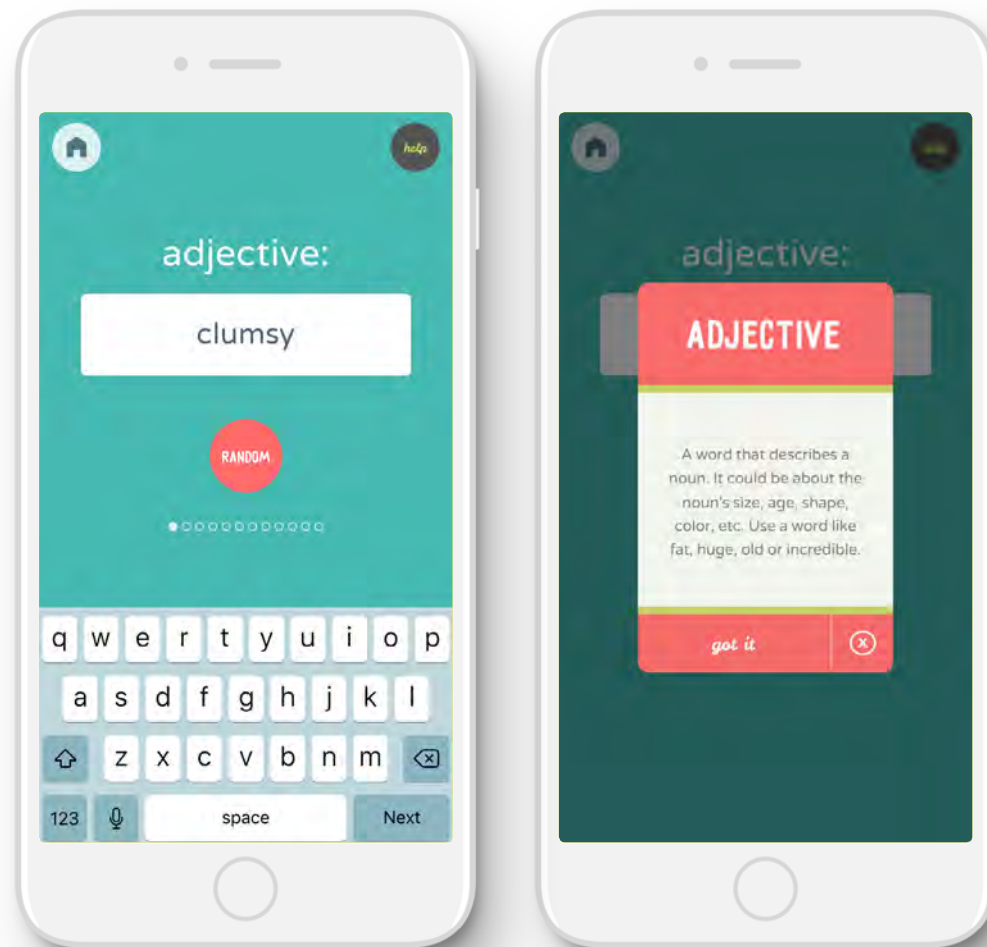 help
adjective:
clumsy
RANDOM
q w e r t y u i o p
a s d f g h j k l
z x c v b n m
123 space Next
adjective:
ADJECTIVE
A word that describes a
noun. It could be about the
noun's size, age, shape,
color, etc. Use a word like
fat, huge, old or incredible.
got it